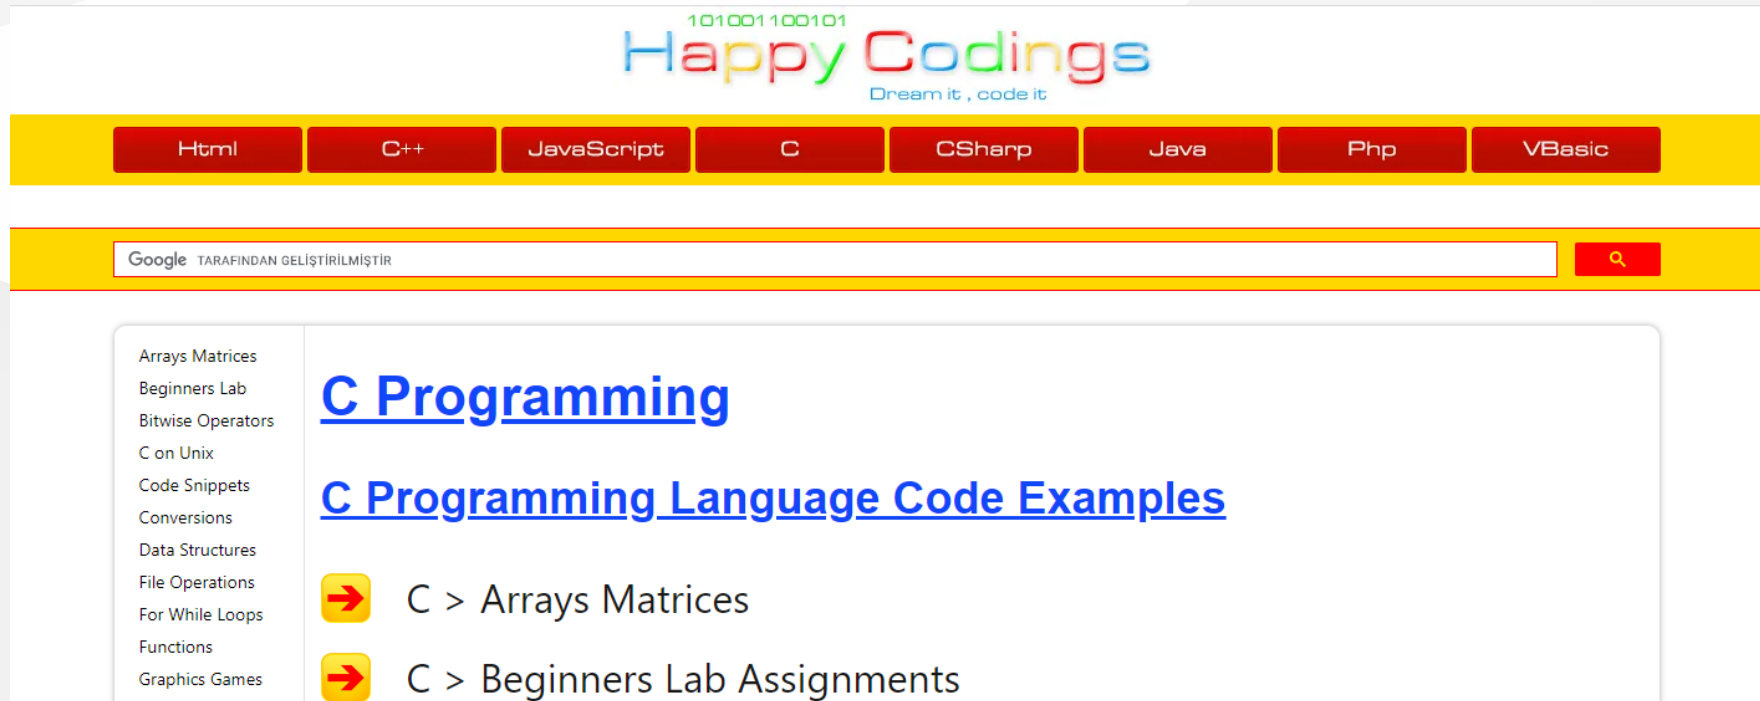 101001100101
Happy Codings
Dream it , code it
Html C++ JavaScript C CSharp Java Php VBasic
Google TARAFINDAN GELİŞTİRİLMİŞTİR
Arrays Matrices
Beginners Lab
Bitwise Operators
C on Unix
Code Snippets
Conversions
Data Structures
File Operations
For While Loops
Functions
Graphics Games
C Programming
C Programming Language Code Examples
C > Arrays Matrices
C > Beginners Lab Assignments